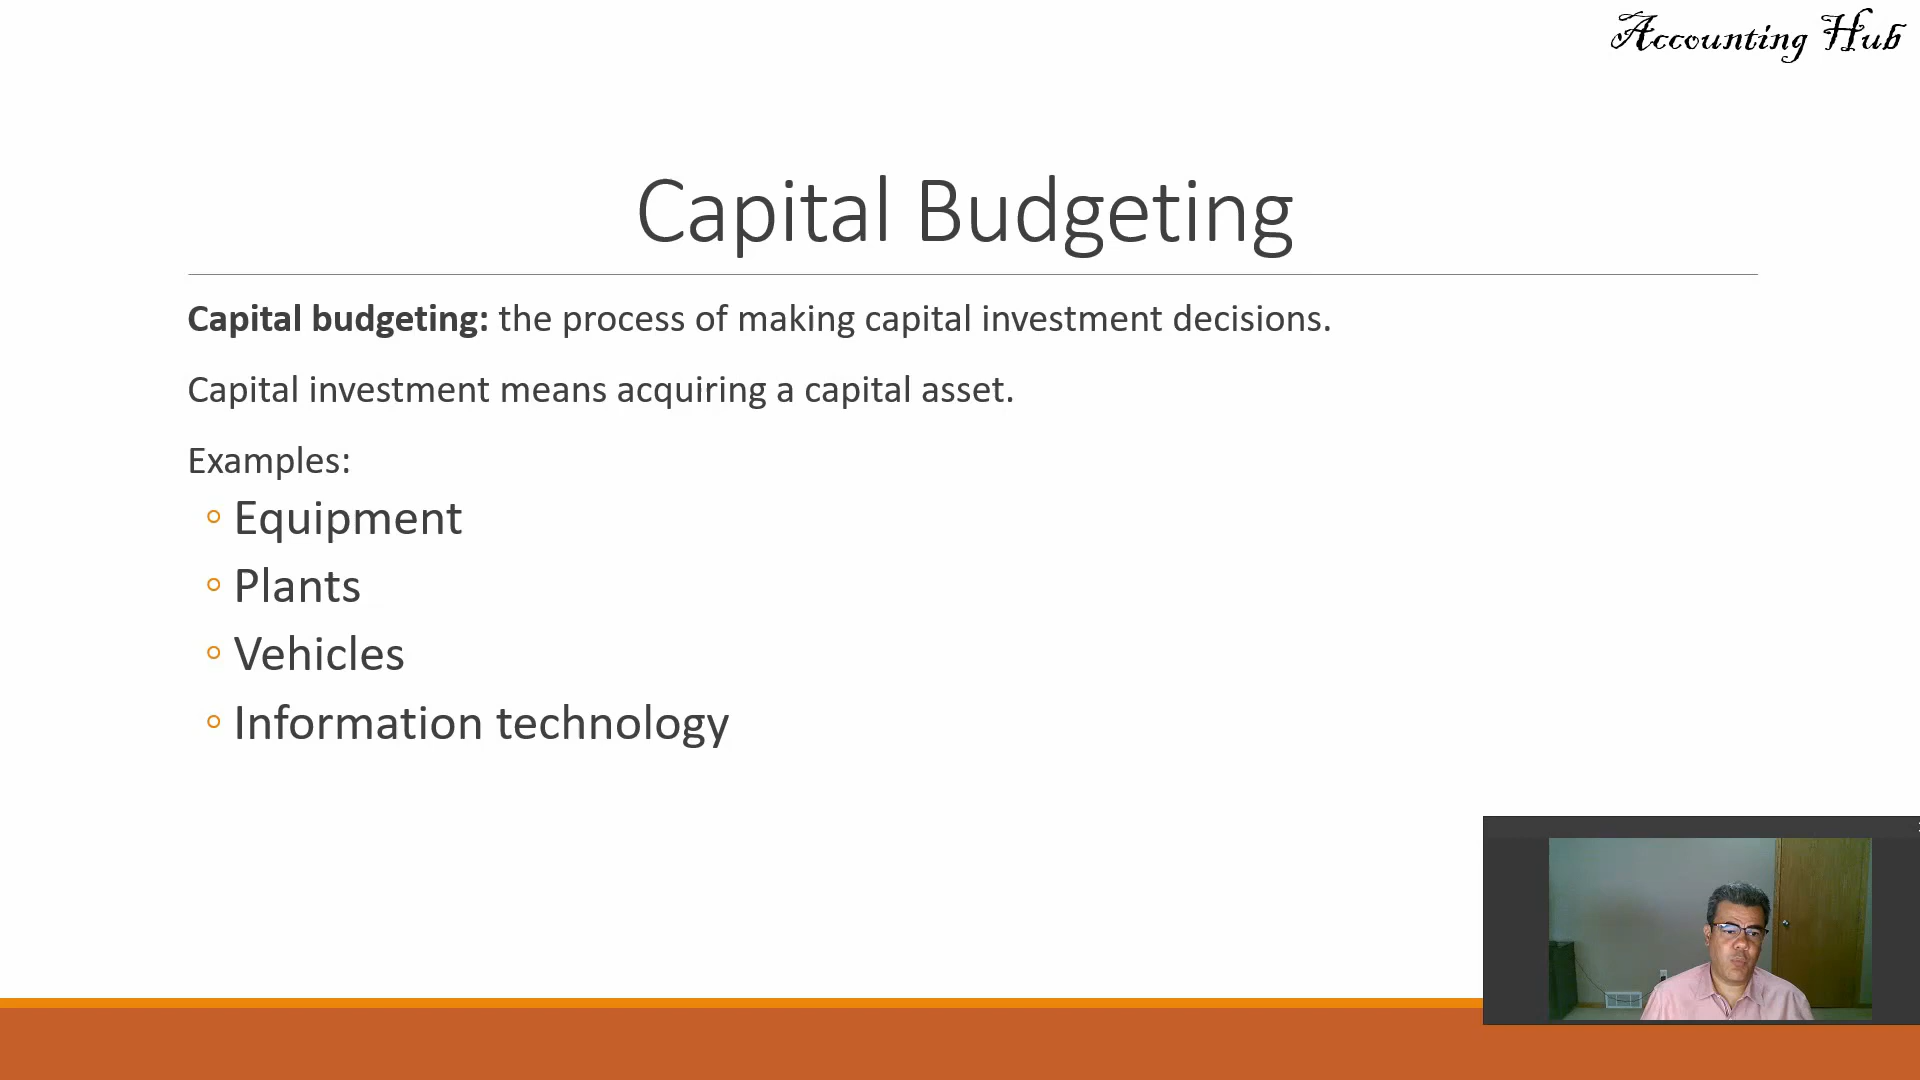 Accounting Hub
Capital Budgeting
Capital budgeting: the process of making capital investment decisions.
Capital investment means acquiring a capital asset.
Examples:
Equipment
Plants
Vehicles
Information technology